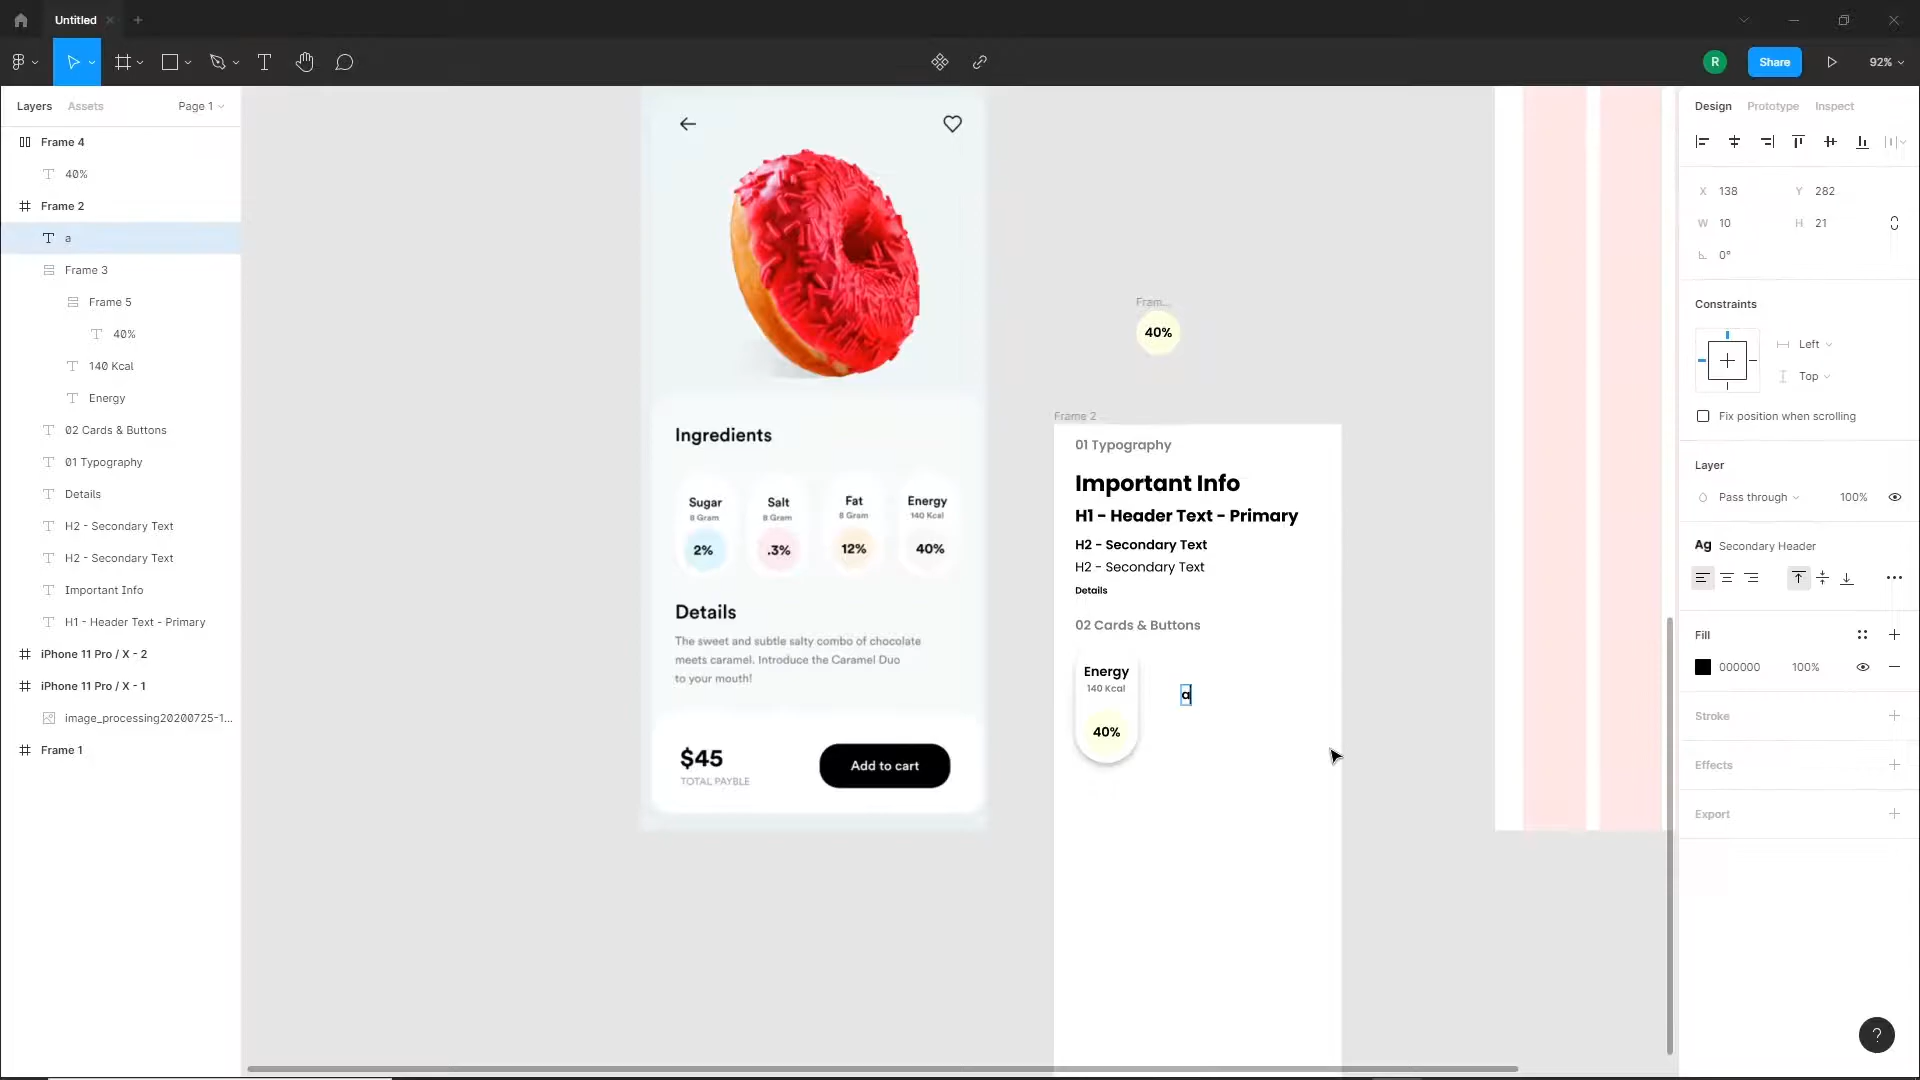 Untitled
R
Share
92%
Layers
Assets
Page 1
Frame 4
40%
Frame 2
a
Frame 3
Frame 5
40%
140 Kcal
Energy
02 Cards & Buttons
01 Typography
Details
H2 - Secondary Text
H2 - Secondary Text
Important Info
H1 - Header Text - Primary
iPhone 11 Pro / X - 2
iPhone 11 Pro / X - 1
image_processing20200725-1...
Frame 1
Ingredients
Sugar
8 Gram
2%
Salt
8 Gram
.3%
Fat
8 Gram
12%
Energy
140 Kcal
40%
Details
The sweet and subtle salty combo of chocolate
meets caramel. Introduce the Caramel Duo
to your mouth!
$45
TOTAL PAYBLE
Add to cart
Fram...
40%
Frame 2
01 Typography
Important Info
H1 - Header Text - Primary
H2 - Secondary Text
H2 - Secondary Text
Details
02 Cards & Buttons
Energy
140 Kcal
40%
a
Design
Prototype
Inspect
X 138
Y 282
W 10
H 21
0°
Constraints
Left
Top
Fix position when scrolling
Layer
Pass through
100%
Ag Secondary Header
Fill
000000
100%
Stroke
Effects
Export
?